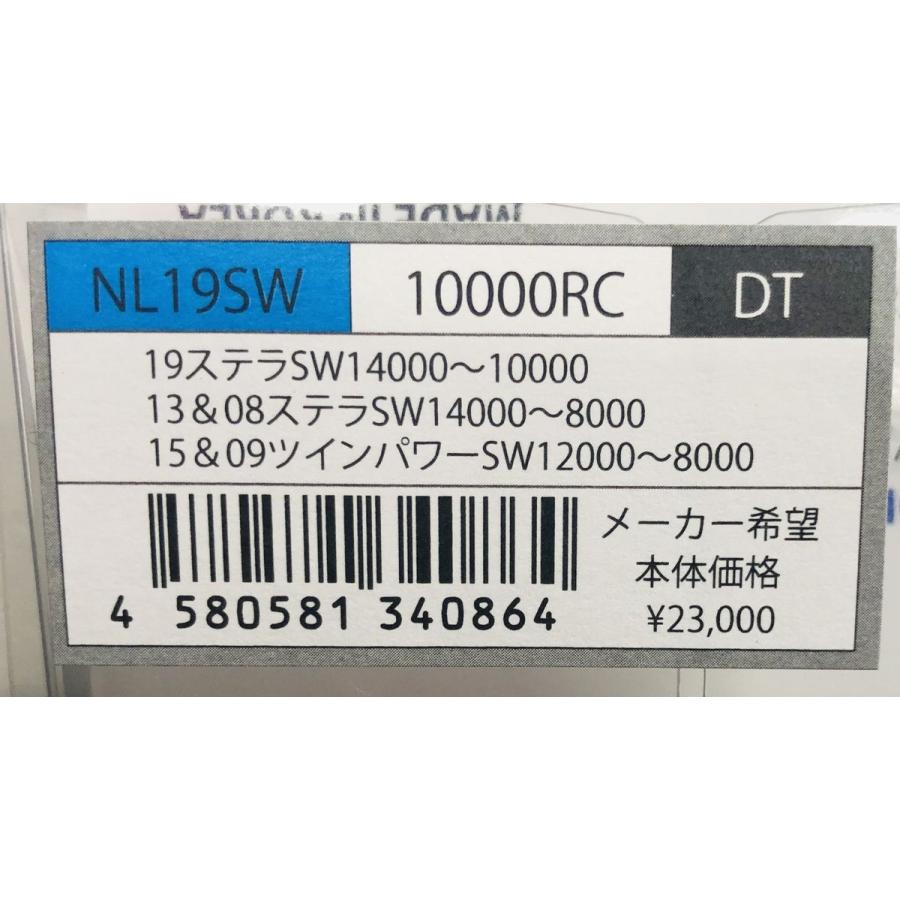 NL19SW 10000RC DT
19ステラSW14000～10000
13＆08ステラSW14000～8000
15＆09ツインパワーSW12000～8000
メーカー希望
本体価格
¥23,000
4 580581 340864